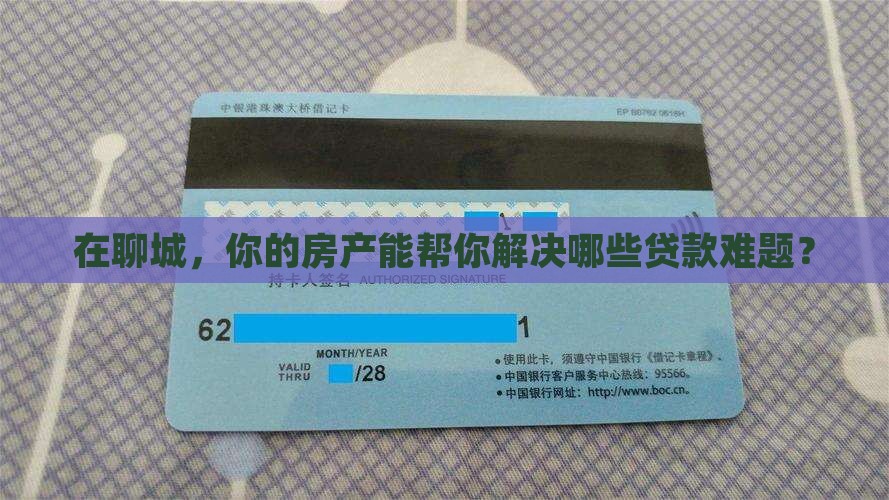 中银港珠澳大桥借记卡
EP B0762 0618H
1
在聊城，你的房产能帮你解决哪些贷款难题？
持卡人签名 AUTHORIZED SIGNATURE
62 1
MONTH/YEAR
VALID THRU /28
•使用此卡，须遵守中国银行《借记卡章程》。
•中国银行客户服务中心热线：95566。
•中国银行网址：http://www.boc.cn。